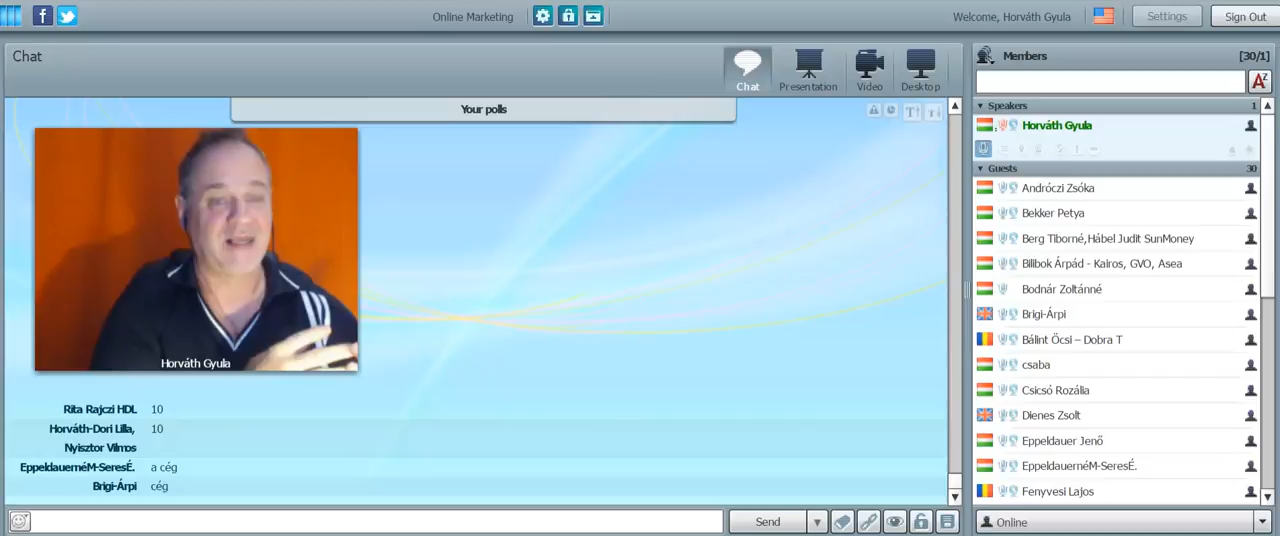 Online Marketing
Welcome, Horváth Gyula
Settings
Sign Out
Chat
Chat
Presentation
Video
Desktop
Members
[30/1]
Your polls
Speakers 1
Horváth Gyula
Guests 30
Andróczi Zsóka
Bekker Petya
Berg Tiborné,Hábel Judit SunMoney
Bilibok Árpád - Kairos, GVO, Asea
Bodnár Zoltánné
Brigi-Árpi
Bálint Öcsi – Dobra T
csaba
Csicsó Rozália
Dienes Zsolt
Eppeldauer Jenő
EppeldauernéM-SeresÉ.
Fenyvesi Lajos
Horváth Gyula
Rita Rajczi HDL 10
Horváth-Dori Lilla, 10
Nyisztor Vilmos
EppeldauernéM-SeresÉ. a cég
Brigi-Árpi cég
Send
Online